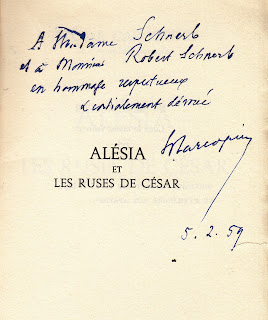 A Madame Schnerb
et à Monsieur Robert Schnerb
en hommage respectueux
& cordialement dévoué
ALÉSIA
ET
LES RUSES DE CÉSAR
5. 2. 59